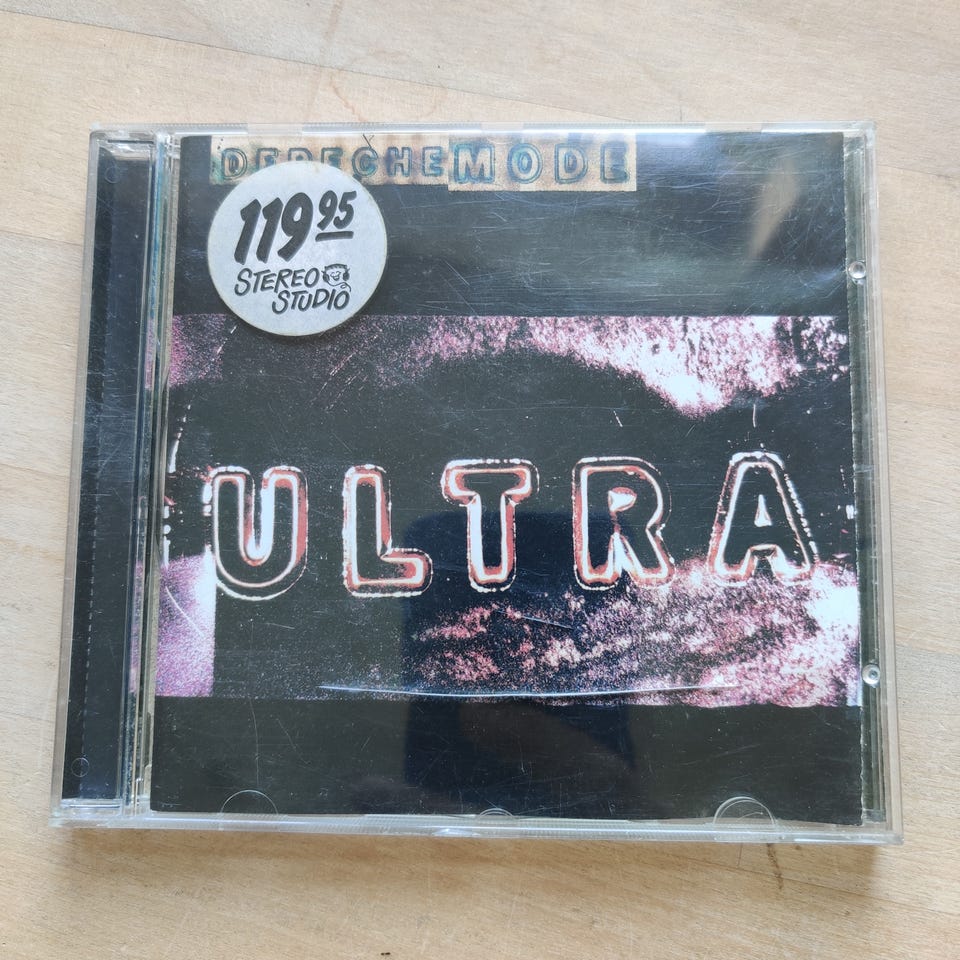 DEPECHE MODE
119 95
STEREO
STUDIO
ULTRA